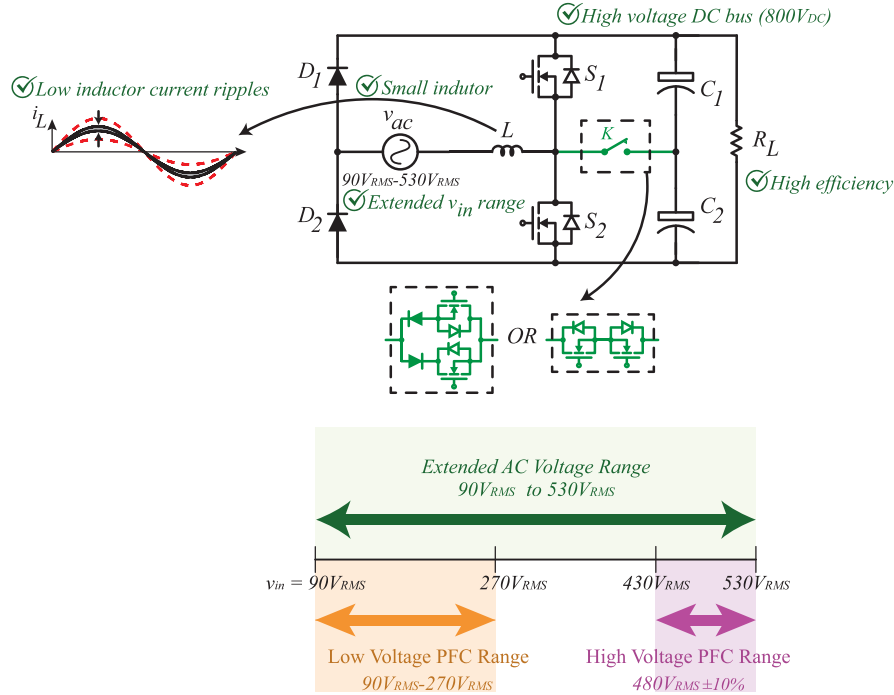 High voltage DC bus (800VDC)
Low inductor current ripples
Small indutor
iL
D1
S1
C1
vac
L
K
RL
90VRMS-530VRMS
High efficiency
Extended vin range
D2
S2
C2
OR
Extended AC Voltage Range
90VRMS to 530VRMS
vin = 90VRMS
270VRMS
430VRMS
530VRMS
Low Voltage PFC Range
90VRMS-270VRMS
High Voltage PFC Range
480VRMS ±10%